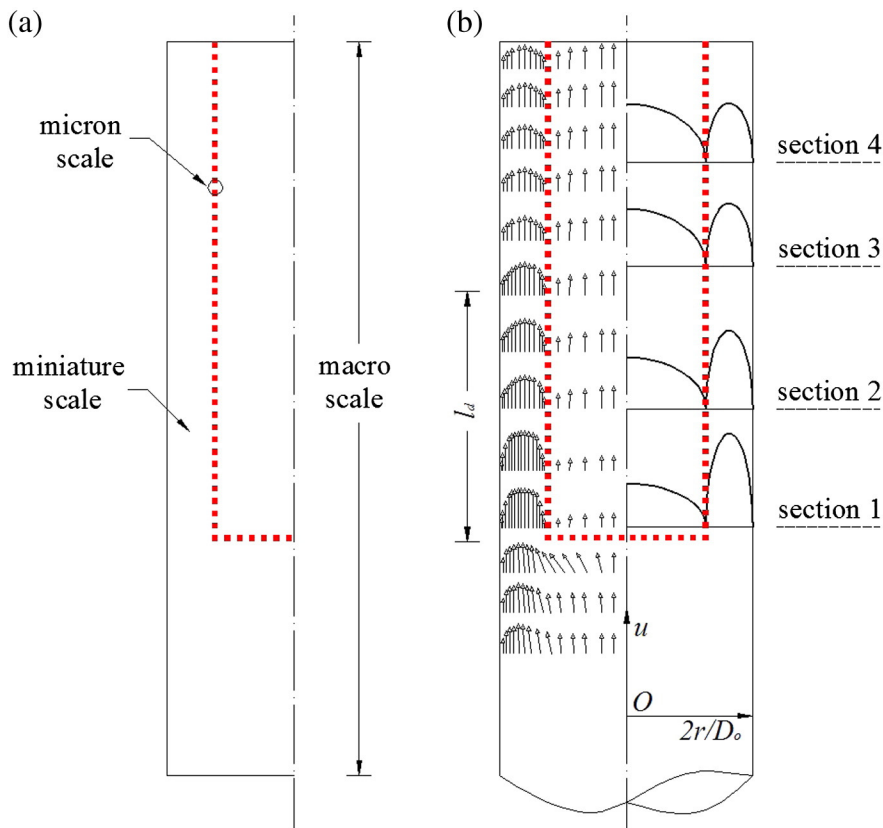 (a)
(b)
micron
scale
miniature
scale
macro
scale
l_d
section 4
section 3
section 2
section 1
u
O
2r/D_o